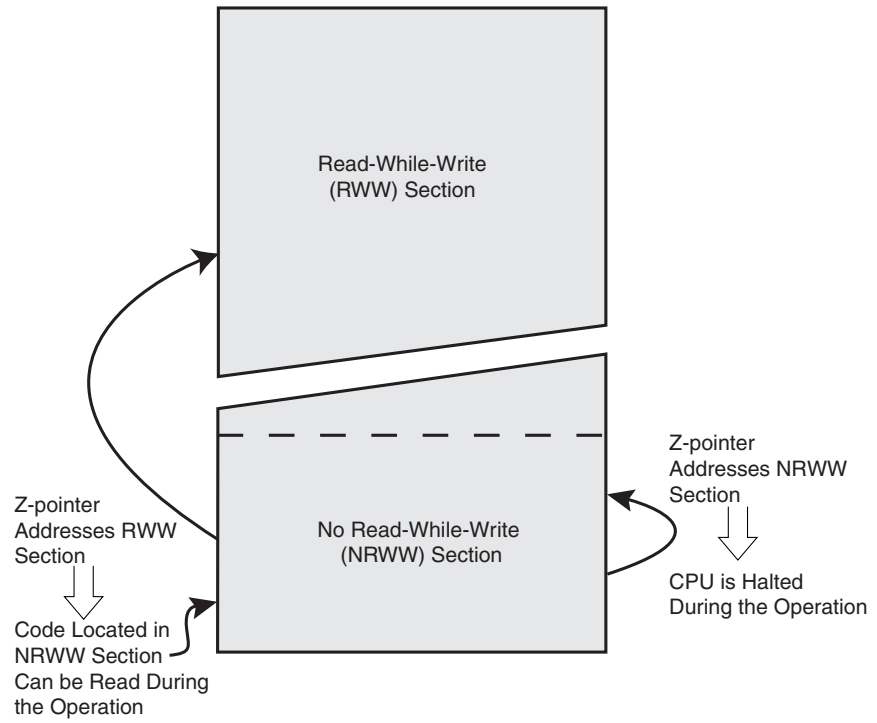 Read-While-Write
(RWW) Section
Z-pointer
Addresses NRWW
Section
Z-pointer
Addresses RWW
Section
No Read-While-Write
(NRWW) Section
CPU is Halted
During the Operation
Code Located in
NRWW Section
Can be Read During
the Operation